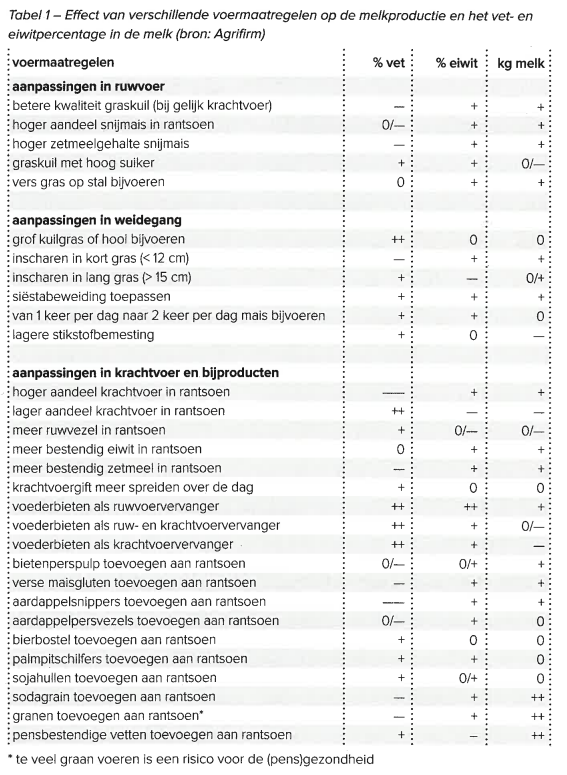 Tabel 1 – Effect van verschillende voermaatregelen op de melkproductie en het vet- en
eiwitpercentage in de melk (bron: Agrifirm)
voermaatregelen % vet % eiwit kg melk
aanpassingen in ruwvoer
betere kwaliteit graskuil (bij gelijk krachtvoer) — + +
hoger aandeel snijmais in rantsoen 0/— + +
hoger zetmeelgehalte snijmais — + +
graskuil met hoog suiker + + 0/—
vers gras op stal bijvoeren 0 + +
aanpassingen in weidegang
grof kuilgras of hooI bijvoeren ++ 0 0
inscharen in kort gras (< 12 cm) — + +
inscharen in lang gras (> 15 cm) + — 0/+
siëstabeweiding toepassen + + +
van 1 keer per dag naar 2 keer per dag mais bijvoeren + + 0
lagere stikstofbemesting + 0 —
aanpassingen in krachtvoer en bijproducten
hoger aandeel krachtvoer in rantsoen —— + +
lager aandeel krachtvoer in rantsoen ++ — —
meer ruwvezel in rantsoen + 0/— 0/—
meer bestendig eiwit in rantsoen 0 + +
meer bestendig zetmeel in rantsoen — + +
krachtvoergift meer spreiden over de dag + 0 0
voederbieten als ruwvoervervanger ++ ++ +
voederbieten als ruw- en krachtvoervervanger ++ + 0/—
voederbieten als krachtvoervervanger ++ + —
bietenperspulp toevoegen aan rantsoen 0/— 0/+ +
verse maisgluten toevoegen aan rantsoen — + +
aardappelsnippers toevoegen aan rantsoen —— + +
aardappelpersvezels toevoegen aan rantsoen 0/— + 0
bierbostel toevoegen aan rantsoen + 0 0
palmpitschilfers toevoegen aan rantsoen + + 0
sojahullen toevoegen aan rantsoen + 0/+ 0
sodagrain toevoegen aan rantsoen — + ++
granen toevoegen aan rantsoen* — + ++
pensbestendige vetten toevoegen aan rantsoen + – ++
* te veel graan voeren is een risico voor de (pens)gezondheid